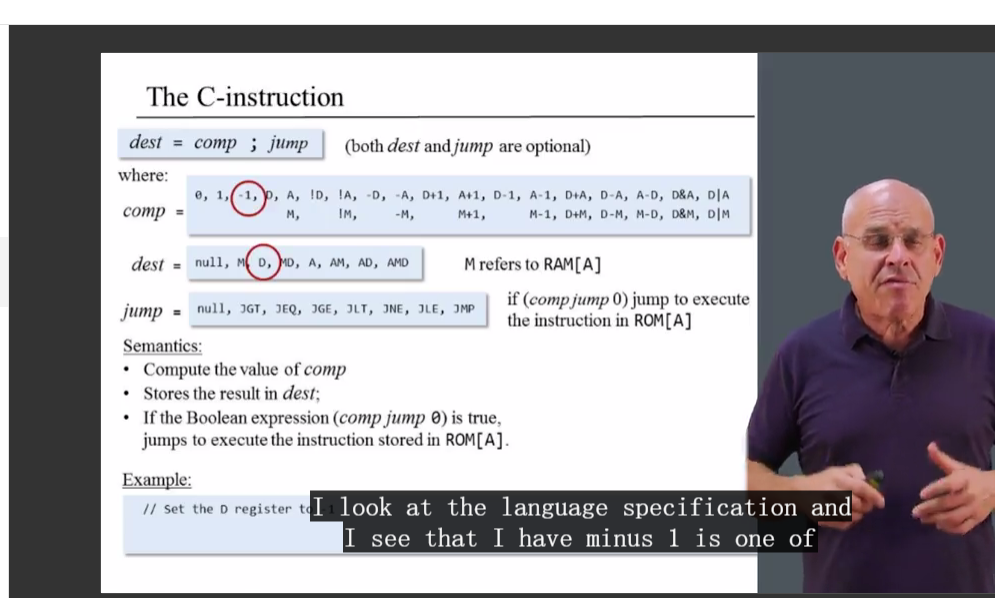 The C-instruction
dest = comp ; jump (both dest and jump are optional)
where:
comp =
0, 1, -1, D, A, !D, !A, -D, -A, D+1, A+1, D-1, A-1, D+A, D-A, A-D, D&A, D|A
M, !M, -M, M+1, M-1, D+M, D-M, M-D, D&M, D|M
dest = null, M, D, MD, A, AM, AD, AMD M refers to RAM[A]
jump = null, JGT, JEQ, JGE, JLT, JNE, JLE, JMP
if (comp jump 0) jump to execute
the instruction in ROM[A]
Semantics:
• Compute the value of comp
• Stores the result in dest;
• If the Boolean expression (comp jump 0) is true,
jumps to execute the instruction stored in ROM[A].
Example:
// Set the D register to
I look at the language specification and
I see that I have minus 1 is one of